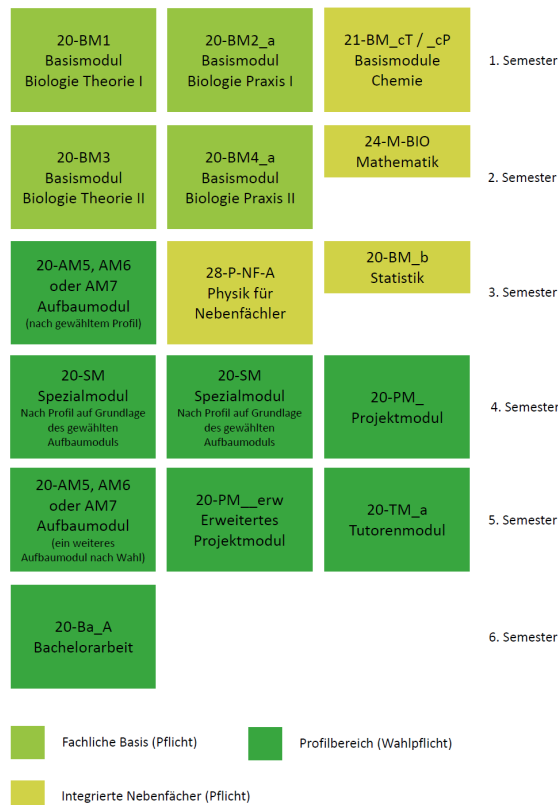 20-BM1
Basismodul
Biologie Theorie I
20-BM2_a
Basismodul
Biologie Praxis I
21-BM_cT / _cP
Basismodule
Chemie
1. Semester
20-BM3
Basismodul
Biologie Theorie II
20-BM4_a
Basismodul
Biologie Praxis II
24-M-BIO
Mathematik
2. Semester
20-AM5, AM6
oder AM7
Aufbaumodul
(nach gewähltem Profil)
28-P-NF-A
Physik für
Nebenfächler
20-BM_b
Statistik
3. Semester
20-SM
Spezialmodul
Nach Profil auf Grundlage
des gewählten
Aufbaumoduls
20-SM
Spezialmodul
Nach Profil auf Grundlage
des gewählten
Aufbaumoduls
20-PM_
Projektmodul
4. Semester
20-AM5, AM6
oder AM7
Aufbaumodul
(ein weiteres
Aufbaumodul nach Wahl)
20-PM__erw
Erweitertes
Projektmodul
20-TM_a
Tutorenmodul
5. Semester
20-Ba_A
Bachelorarbeit
6. Semester
Fachliche Basis (Pflicht)
Profilbereich (Wahlpflicht)
Integrierte Nebenfächer (Pflicht)